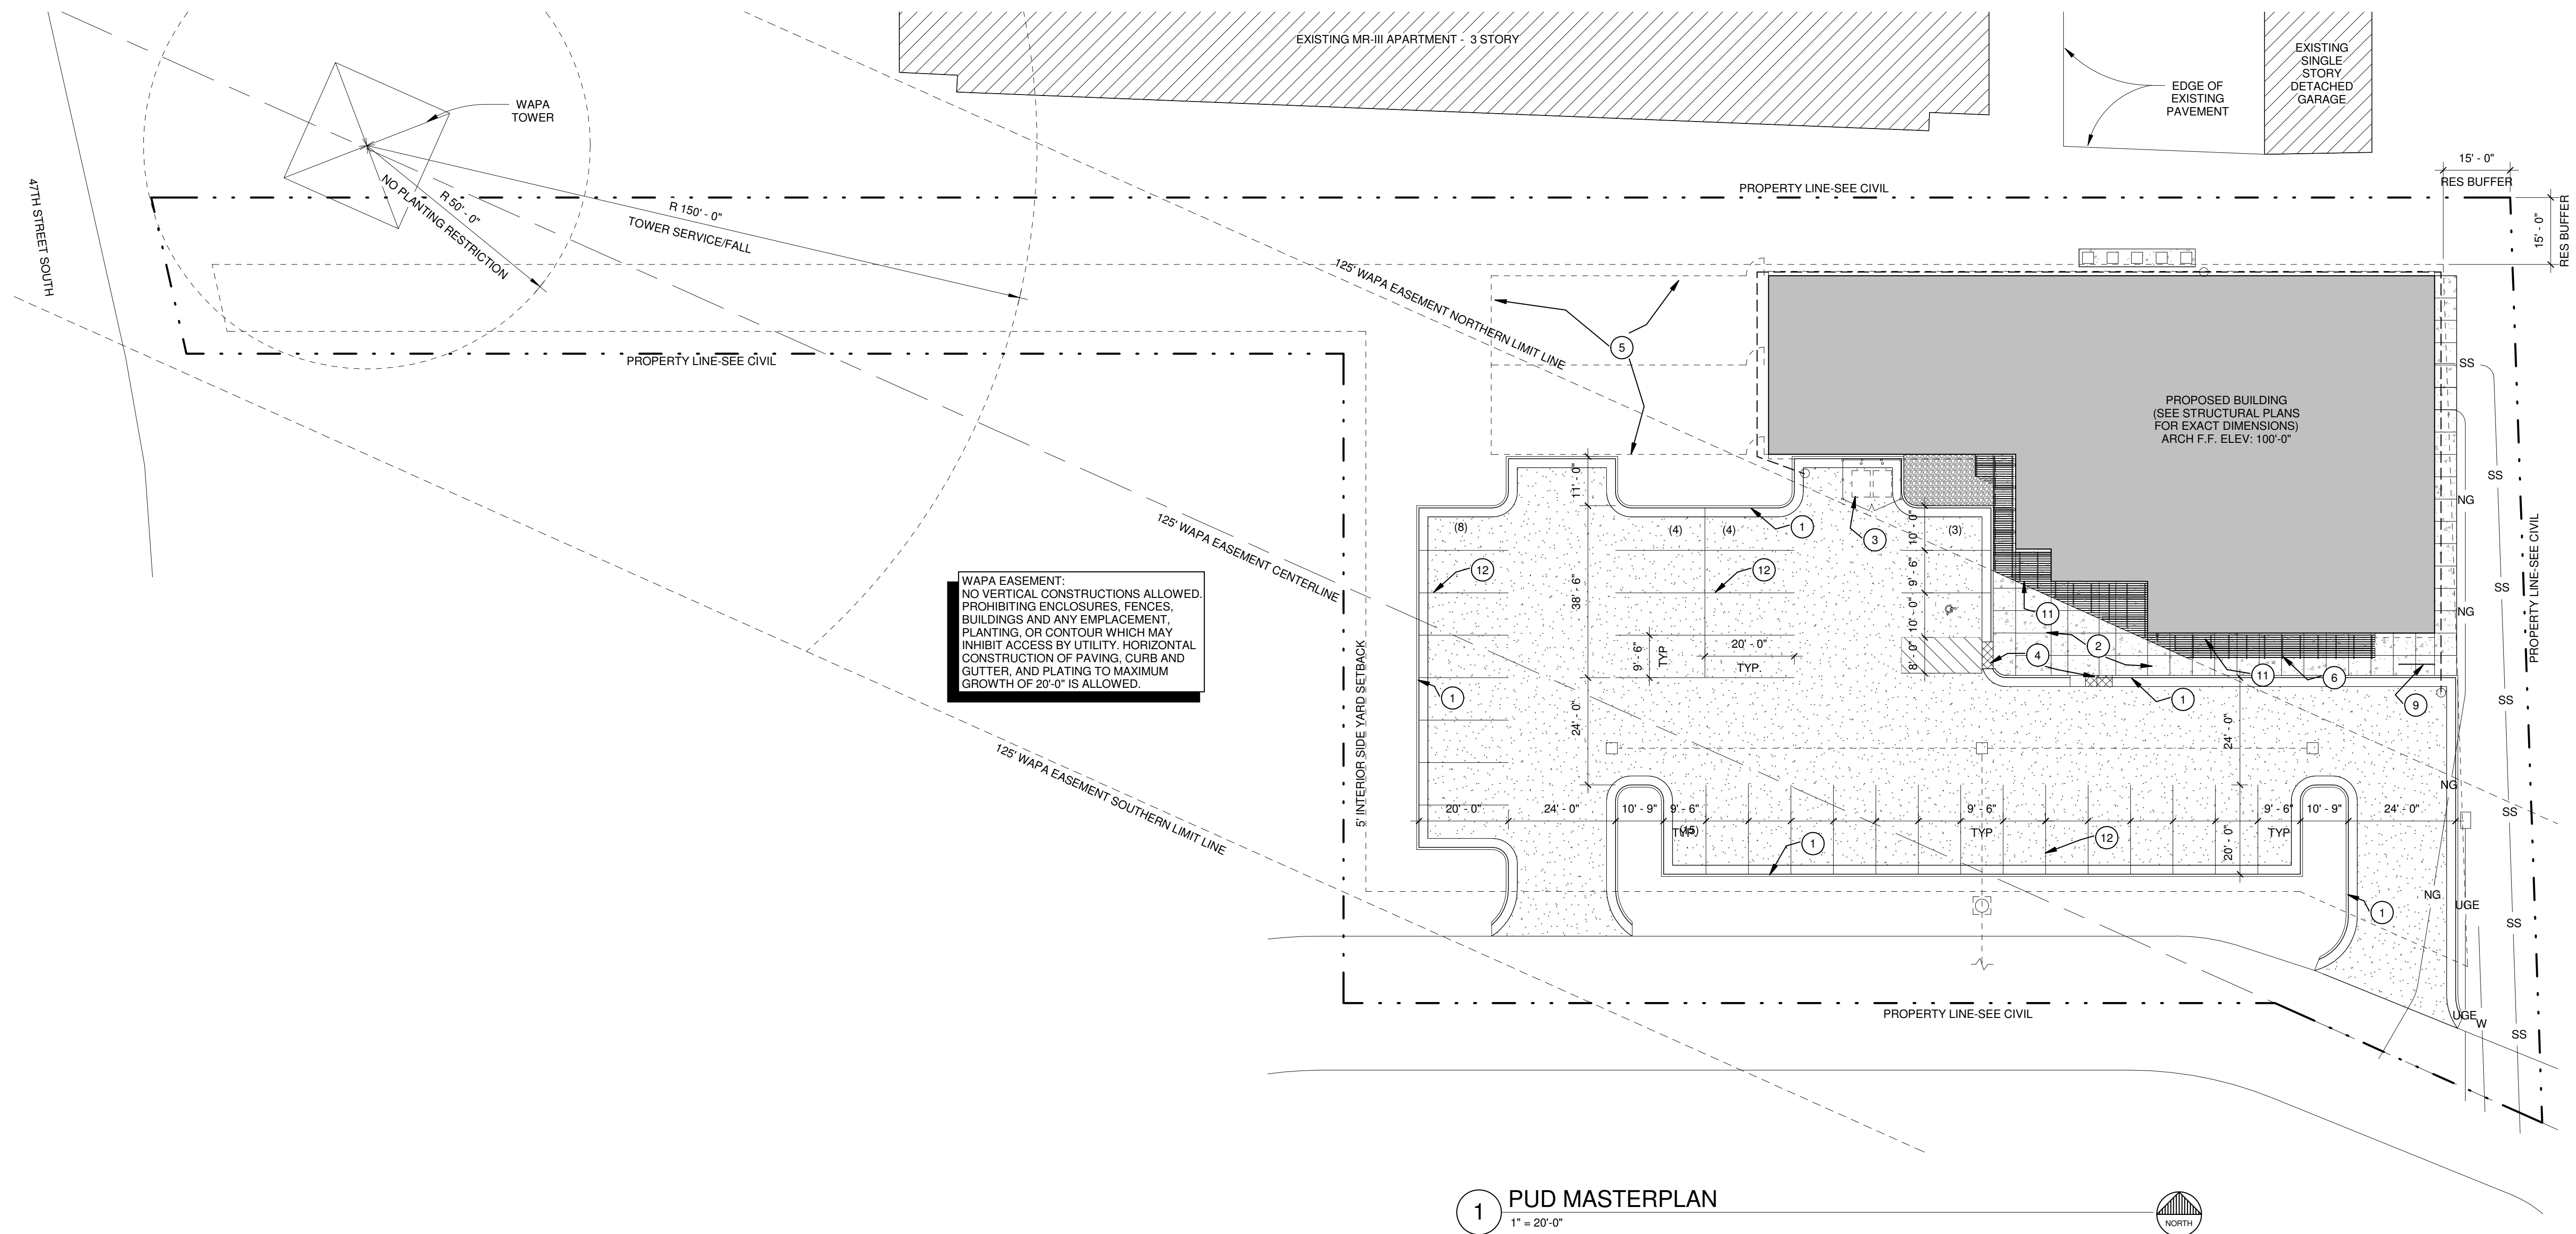 EXISTING MR-III APARTMENT - 3 STORY
EXISTING
SINGLE
STORY
DETACHED
GARAGE
EDGE OF
EXISTING
PAVEMENT
WAPA
TOWER
47TH STREET SOUTH
R 50' - 0"
NO PLANTING RESTRICTION
R 150' - 0"
TOWER SERVICE/FALL
PROPERTY LINE-SEE CIVIL
15' - 0"
RES BUFFER
15' - 0"
RES BUFFER
125' WAPA EASEMENT NORTHERN LIMIT LINE
5
PROPERTY LINE-SEE CIVIL
PROPOSED BUILDING
(SEE STRUCTURAL PLANS
FOR EXACT DIMENSIONS)
ARCH F.F. ELEV: 100'-0"
SS
SS
NG
SS
NG
SS
SS
SS
SS
NG
NG
UGE
UGE
W
PROPERTY LINE-SEE CIVIL
125' WAPA EASEMENT CENTERLINE
WAPA EASEMENT:
NO VERTICAL CONSTRUCTIONS ALLOWED.
PROHIBITING ENCLOSURES, FENCES,
BUILDINGS AND ANY EMPLACEMENT,
PLANTING, OR CONTOUR WHICH MAY
INHIBIT ACCESS BY UTILITY. HORIZONTAL
CONSTRUCTION OF PAVING, CURB AND
GUTTER, AND PLATING TO MAXIMUM
GROWTH OF 20'-0" IS ALLOWED.
125' WAPA EASEMENT SOUTHERN LIMIT LINE
5' INTERIOR SIDE YARD SETBACK
11' - 0"
38' - 6"
24' - 0"
(8)
(4)
(4)
(3)
1
3
12
12
10' - 0"
9' - 6"
10' - 0"
8' - 0"
9' - 6"
TYP
20' - 0"
TYP.
11
2
4
11
6
1
1
9
24' - 0"
20' - 0"
24' - 0"
10' - 9"
9' - 6"
TYP
(15)
9' - 6"
TYP
9' - 6"
TYP
10' - 9"
24' - 0"
20' - 0"
1
12
1
PROPERTY LINE-SEE CIVIL
1
PUD MASTERPLAN
1" = 20'-0"
NORTH